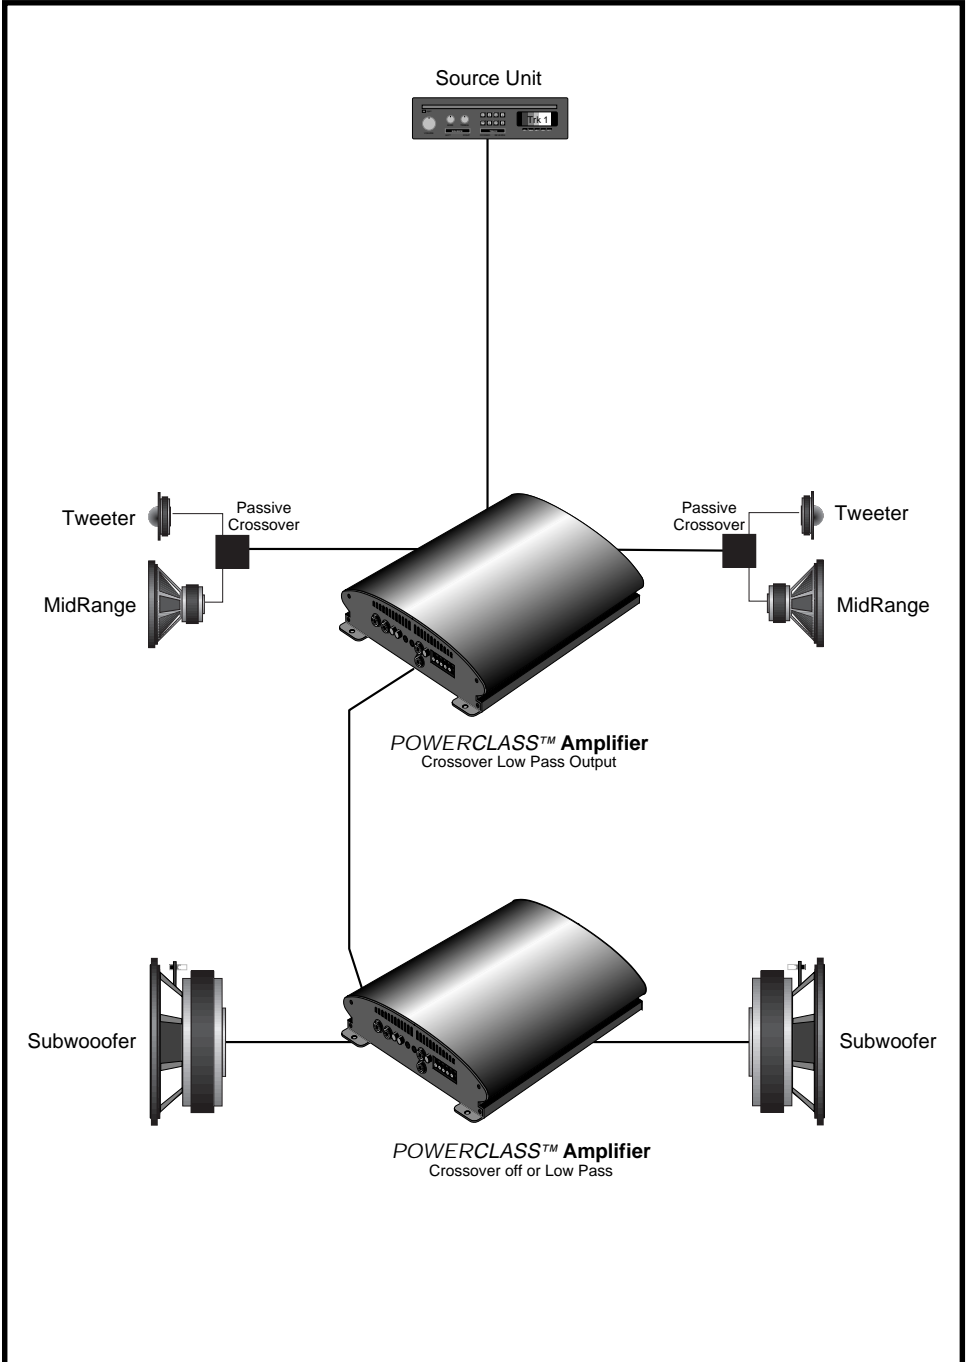 Source Unit
Trk 1
Tweeter
Passive
Crossover
Passive
Crossover
Tweeter
MidRange
MidRange
POWERCLASS™ Amplifier
Crossover Low Pass Output
Subwooofer
Subwoofer
POWERCLASS™ Amplifier
Crossover off or Low Pass